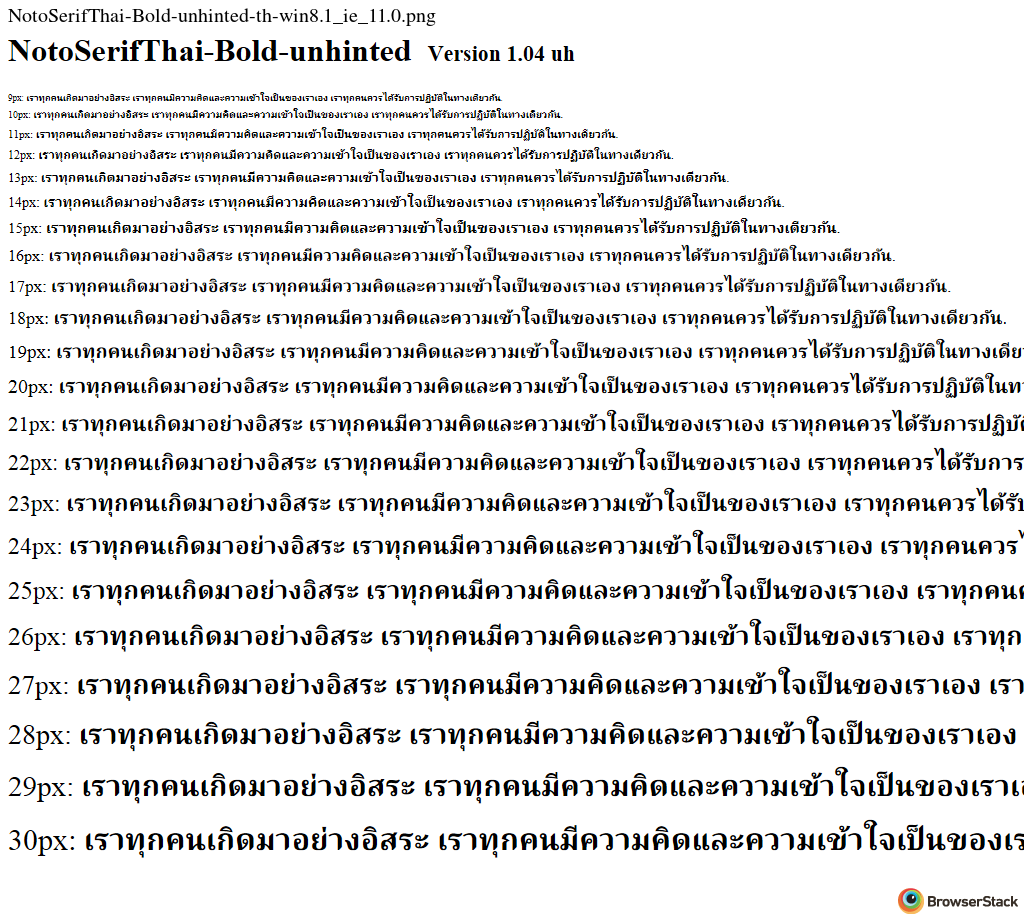 NotoSerifThai-Bold-unhinted-th-win8.1_ie_11.0.png
NotoSerifThai-Bold-unhinted Version 1.04 uh
9px: เราทุกคนเกิดมาอย่างอิสระ เราทุกคนมีความคิดและความเข้าใจเป็นของเราเอง เราทุกคนควรได้รับการปฏิบัติในทางเดียวกัน.
10px: เราทุกคนเกิดมาอย่างอิสระ เราทุกคนมีความคิดและความเข้าใจเป็นของเราเอง เราทุกคนควรได้รับการปฏิบัติในทางเดียวกัน.
11px: เราทุกคนเกิดมาอย่างอิสระ เราทุกคนมีความคิดและความเข้าใจเป็นของเราเอง เราทุกคนควรได้รับการปฏิบัติในทางเดียวกัน.
12px: เราทุกคนเกิดมาอย่างอิสระ เราทุกคนมีความคิดและความเข้าใจเป็นของเราเอง เราทุกคนควรได้รับการปฏิบัติในทางเดียวกัน.
13px: เราทุกคนเกิดมาอย่างอิสระ เราทุกคนมีความคิดและความเข้าใจเป็นของเราเอง เราทุกคนควรได้รับการปฏิบัติในทางเดียวกัน.
14px: เราทุกคนเกิดมาอย่างอิสระ เราทุกคนมีความคิดและความเข้าใจเป็นของเราเอง เราทุกคนควรได้รับการปฏิบัติในทางเดียวกัน.
15px: เราทุกคนเกิดมาอย่างอิสระ เราทุกคนมีความคิดและความเข้าใจเป็นของเราเอง เราทุกคนควรได้รับการปฏิบัติในทางเดียวกัน.
16px: เราทุกคนเกิดมาอย่างอิสระ เราทุกคนมีความคิดและความเข้าใจเป็นของเราเอง เราทุกคนควรได้รับการปฏิบัติในทางเดียวกัน.
17px: เราทุกคนเกิดมาอย่างอิสระ เราทุกคนมีความคิดและความเข้าใจเป็นของเราเอง เราทุกคนควรได้รับการปฏิบัติในทางเดียวกัน.
18px: เราทุกคนเกิดมาอย่างอิสระ เราทุกคนมีความคิดและความเข้าใจเป็นของเราเอง เราทุกคนควรได้รับการปฏิบัติในทางเดียวกัน.
19px: เราทุกคนเกิดมาอย่างอิสระ เราทุกคนมีความคิดและความเข้าใจเป็นของเราเอง เราทุกคนควรได้รับการปฏิบัติในทางเดีย
20px: เราทุกคนเกิดมาอย่างอิสระ เราทุกคนมีความคิดและความเข้าใจเป็นของเราเอง เราทุกคนควรได้รับการปฏิบัติในท
21px: เราทุกคนเกิดมาอย่างอิสระ เราทุกคนมีความคิดและความเข้าใจเป็นของเราเอง เราทุกคนควรได้รับการปฏิบัติ
22px: เราทุกคนเกิดมาอย่างอิสระ เราทุกคนมีความคิดและความเข้าใจเป็นของเราเอง เราทุกคนควรได้รับการ
23px: เราทุกคนเกิดมาอย่างอิสระ เราทุกคนมีความคิดและความเข้าใจเป็นของเราเอง เราทุกคนควรได้รับ
24px: เราทุกคนเกิดมาอย่างอิสระ เราทุกคนมีความคิดและความเข้าใจเป็นของเราเอง เราทุกคนควร
25px: เราทุกคนเกิดมาอย่างอิสระ เราทุกคนมีความคิดและความเข้าใจเป็นของเราเอง เราทุกคน
26px: เราทุกคนเกิดมาอย่างอิสระ เราทุกคนมีความคิดและความเข้าใจเป็นของเราเอง เราทุก
27px: เราทุกคนเกิดมาอย่างอิสระ เราทุกคนมีความคิดและความเข้าใจเป็นของเราเอง เรา
28px: เราทุกคนเกิดมาอย่างอิสระ เราทุกคนมีความคิดและความเข้าใจเป็นของเราเอง
29px: เราทุกคนเกิดมาอย่างอิสระ เราทุกคนมีความคิดและความเข้าใจเป็นของเราเ
30px: เราทุกคนเกิดมาอย่างอิสระ เราทุกคนมีความคิดและความเข้าใจเป็นของเร
BrowserStack